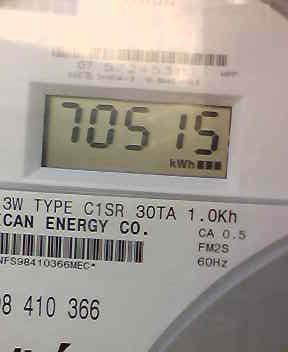 70515
kWh
3W TYPE C1SR 30TA 1.0Kh
ICAN ENERGY CO.
CA 0.5
FM2S
NFS98410366MEC*
60Hz
98 410 366